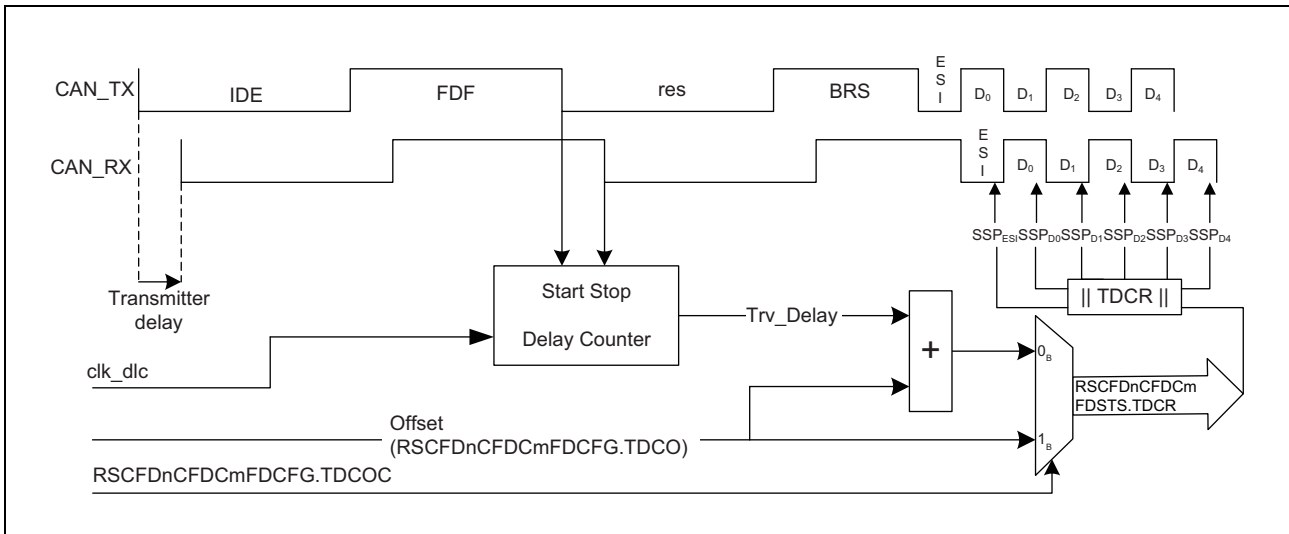 CAN_TX
IDE
FDF
res
BRS
E
S
I
D0
D1
D2
D3
D4
CAN_RX
E
S
I
D0
D1
D2
D3
D4
SSPESI SSPD0 SSPD1 SSPD2 SSPD3 SSPD4
|| TDCR ||
Transmitter
delay
Start Stop
Delay Counter
Trv_Delay
+
0B
1B
RSCFDnCFDCm
FDSTS.TDCR
clk_dlc
Offset
(RSCFDnCFDCmFDCFG.TDCO)
RSCFDnCFDCmFDCFG.TDCOC